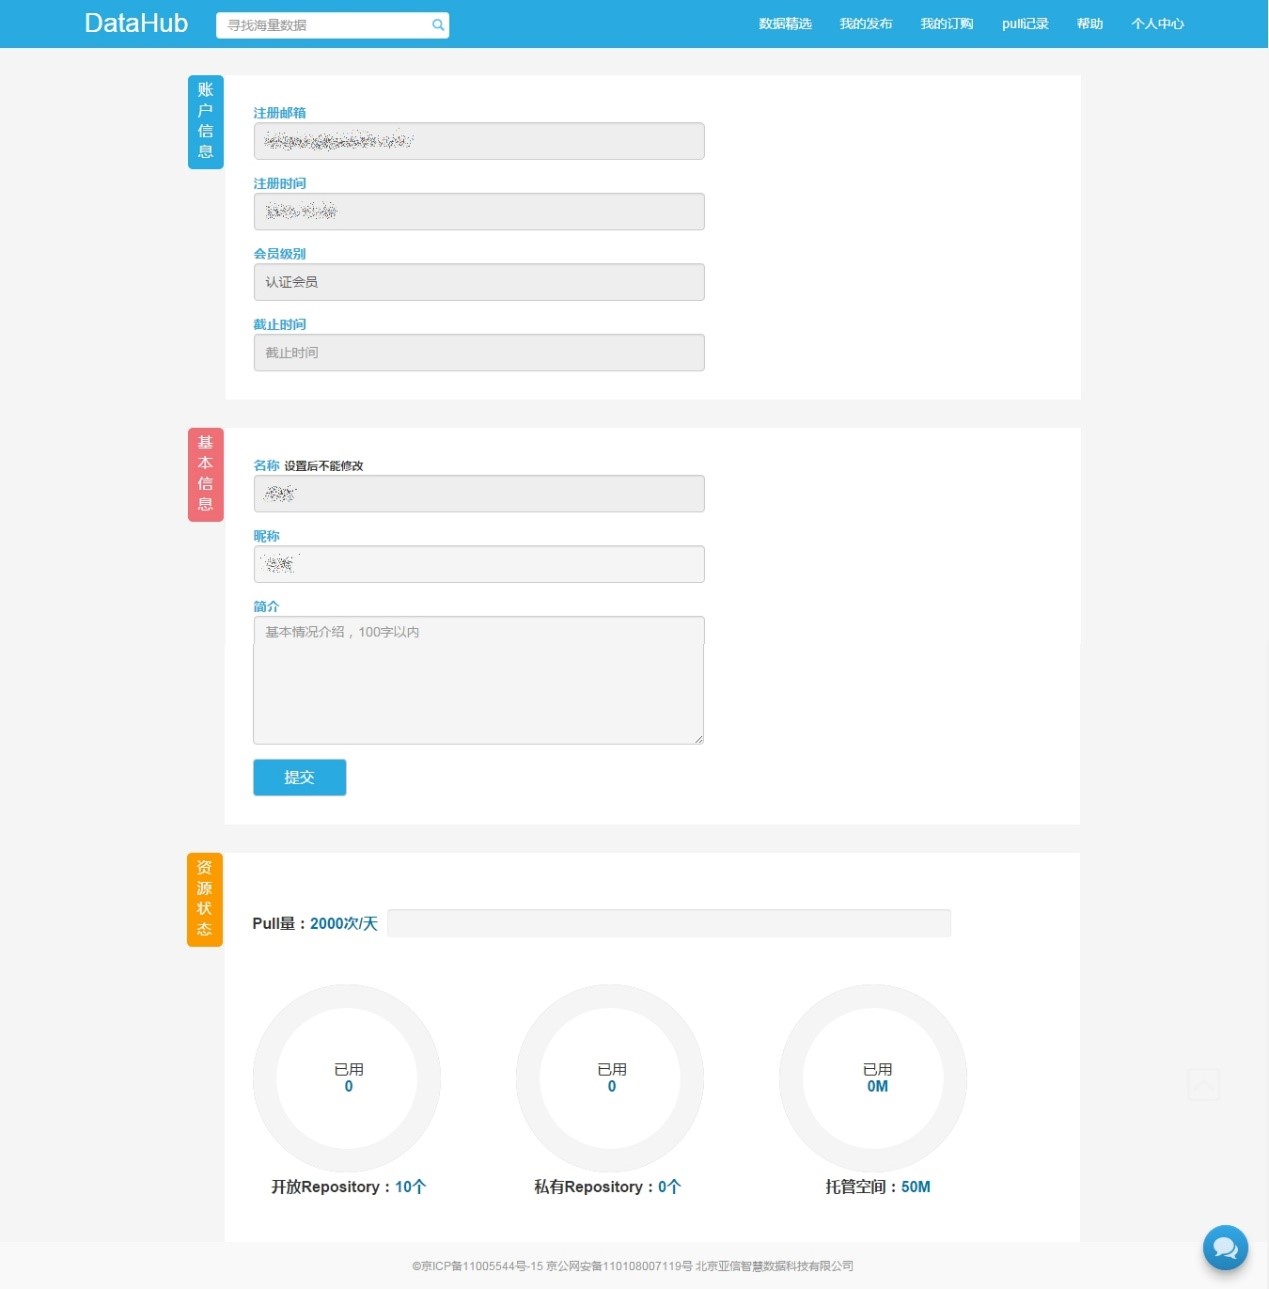 DataHub
寻找海量数据
数据精选 我的发布 我的订购 pull记录 帮助 个人中心
账户信息
注册邮箱
注册时间
会员级别
认证会员
截止时间
截止时间
基本信息
名称 设置后不能修改
昵称
简介
基本情况介绍，100字以内
提交
资源状态
Pull量：2000次/天
已用
0
已用
0
已用
0M
开放Repository：10个
私有Repository：0个
托管空间：50M
©京ICP备11005544号-15 京公网安备110108007119号 北京亚信智慧数据科技有限公司